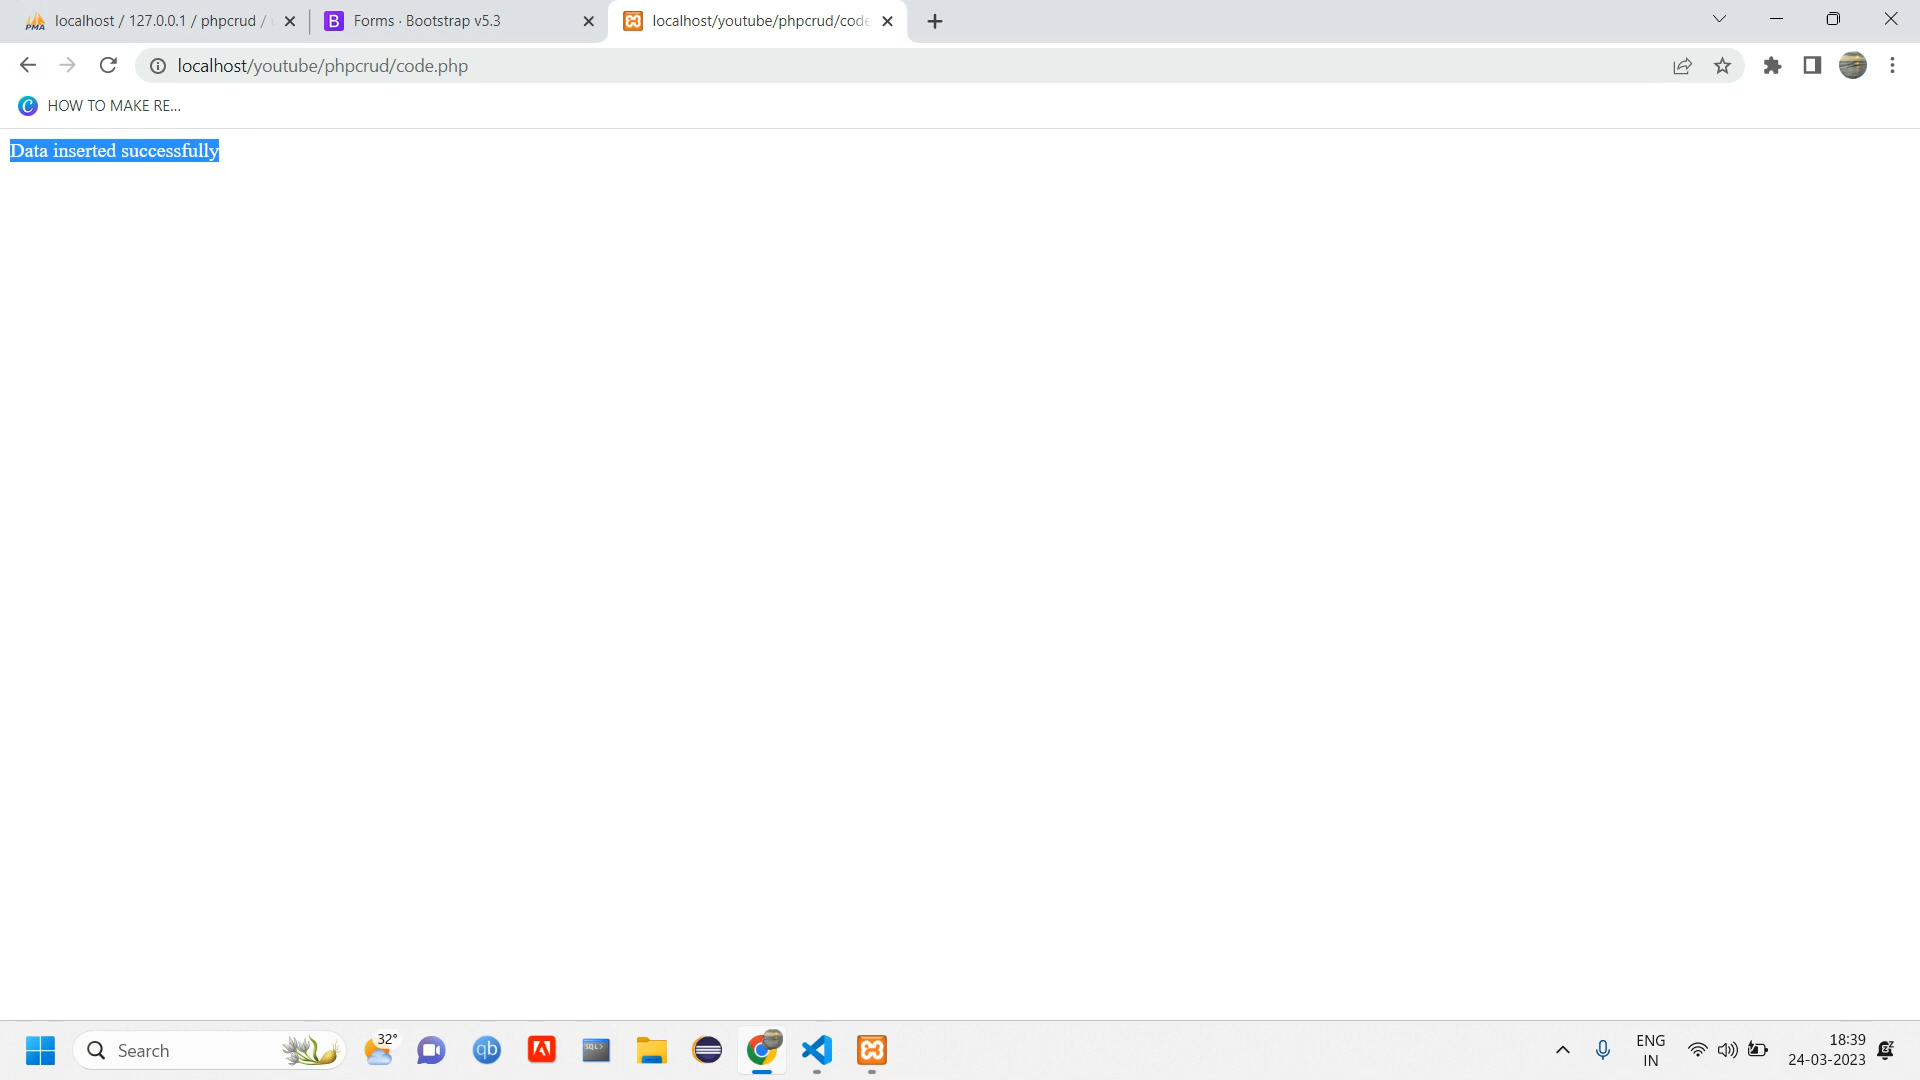 localhost / 127.0.0.1 / phpcrud /
Forms · Bootstrap v5.3
localhost/youtube/phpcrud/code
localhost/youtube/phpcrud/code.php
HOW TO MAKE RE...
Data inserted successfully
Search
32°
ENG
IN
18:39
24-03-2023